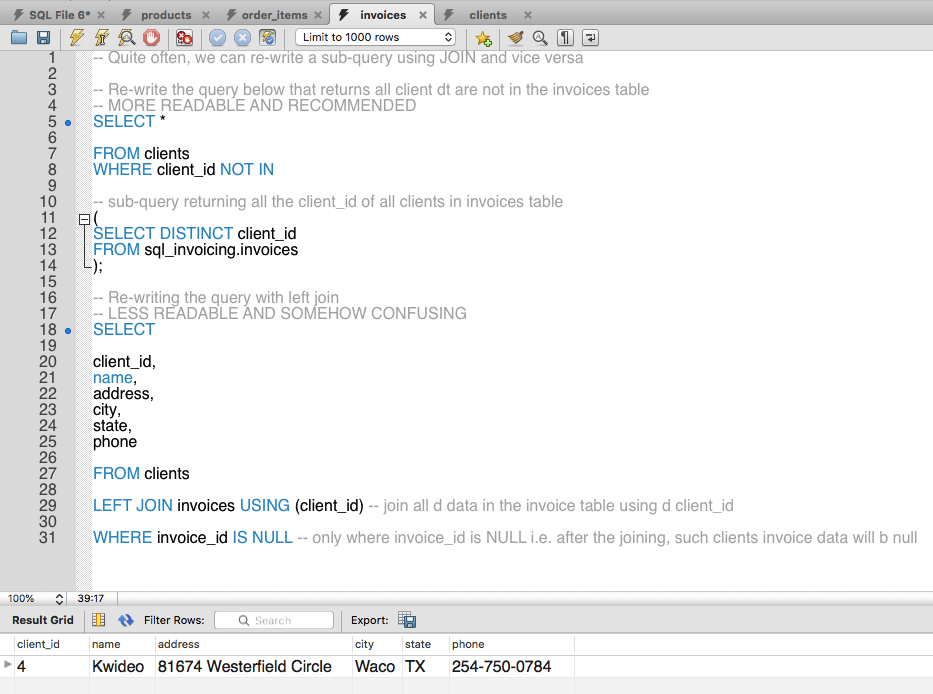 SQL File 6* products order_items invoices clients
Limit to 1000 rows
1 -- Quite often, we can re-write a sub-query using JOIN and vice versa
2
3 -- Re-write the query below that returns all client dt are not in the invoices table
4 -- MORE READABLE AND RECOMMENDED
5 SELECT *
6
7 FROM clients
8 WHERE client_id NOT IN
9
10 -- sub-query returning all the client_id of all clients in invoices table
11 (
12 SELECT DISTINCT client_id
13 FROM sql_invoicing.invoices
14 );
15
16 -- Re-writing the query with left join
17 -- LESS READABLE AND SOMEHOW CONFUSING
18 SELECT
19
20 client_id,
21 name,
22 address,
23 city,
24 state,
25 phone
26
27 FROM clients
28
29 LEFT JOIN invoices USING (client_id) -- join all d data in the invoice table using d client_id
30
31 WHERE invoice_id IS NULL -- only where invoice_id is NULL i.e. after the joining, such clients invoice data will b null
100% 39:17
Result Grid Filter Rows: Search Export:
client_id name address city state phone
4 Kwideo 81674 Westerfield Circle Waco TX 254-750-0784